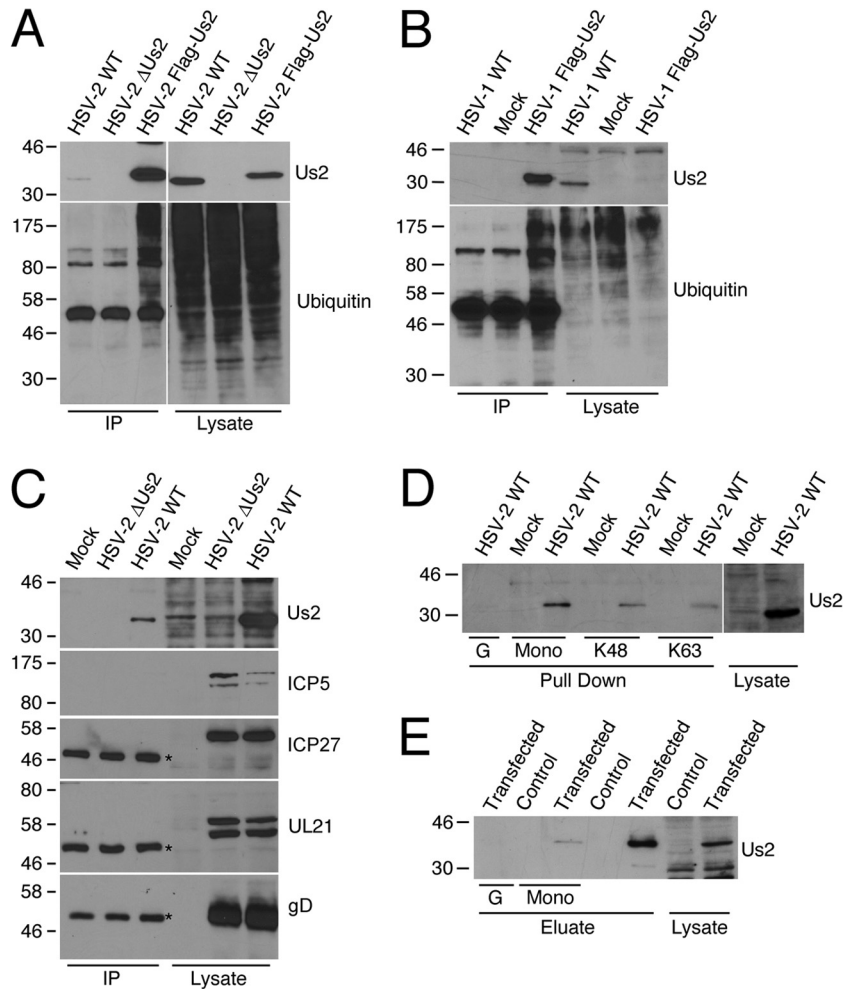 A
HSV-2 WT
HSV-2 ΔUs2
HSV-2 Flag-Us2
HSV-2 WT
HSV-2 ΔUs2
HSV-2 Flag-Us2
46
30
Us2
175
80
58
46
30
Ubiquitin
IP
Lysate
B
HSV-1 WT
Mock
HSV-1 Flag-Us2
HSV-1 WT
Mock
HSV-1 Flag-Us2
46
30
Us2
175
80
58
46
30
Ubiquitin
IP
Lysate
C
Mock
HSV-2 ΔUs2
HSV-2 WT
Mock
HSV-2 ΔUs2
HSV-2 WT
46
30
Us2
175
80
ICP5
58
46
*
ICP27
80
58
46
*
UL21
58
46
*
gD
IP
Lysate
D
HSV-2 WT
Mock
HSV-2 WT
Mock
HSV-2 WT
Mock
HSV-2 WT
Mock
HSV-2 WT
46
30
Us2
G
Mono
K48
K63
Pull Down
Lysate
E
Transfected
Control
Transfected
Control
Transfected
Control
Transfected
46
30
Us2
G
Mono
Eluate
Lysate